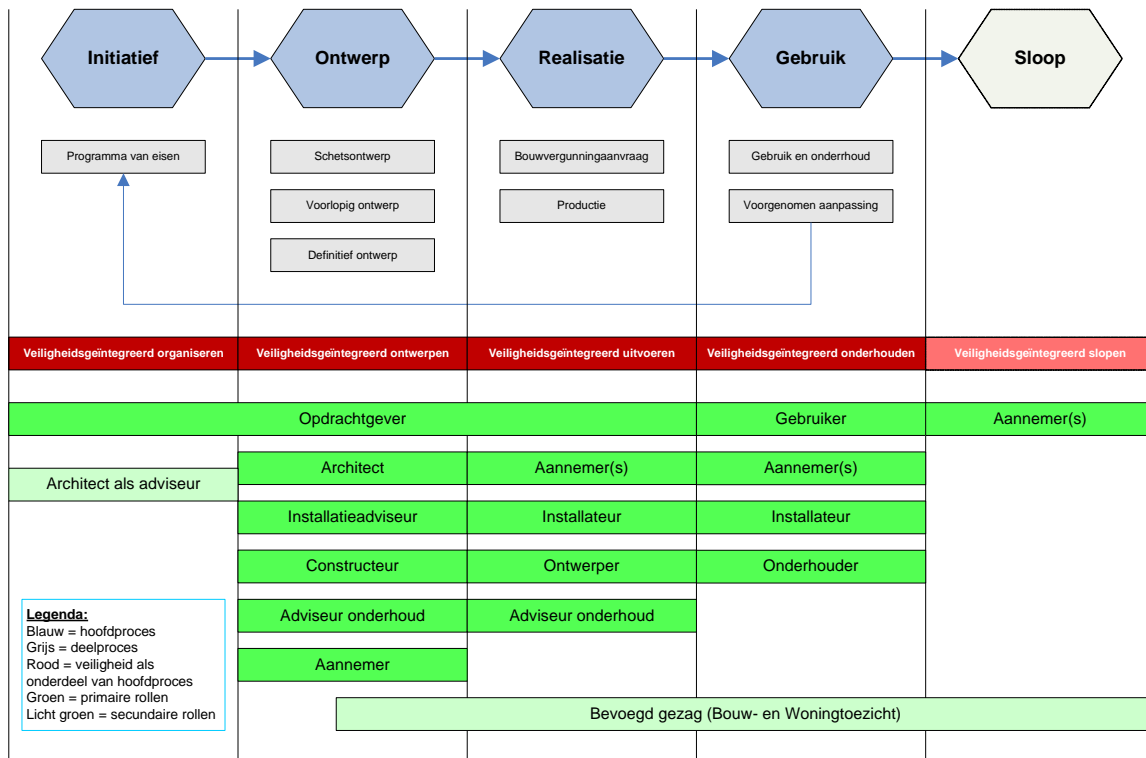 Initiatief
Ontwerp
Realisatie
Gebruik
Sloop
Programma van eisen
Schetsontwerp
Bouwvergunningaanvraag
Gebruik en onderrhoud
Voorlopig ontwerp
Productie
Voorgenomen aanpassing
Definitief ontwerp
Veiligheidsgeïntegreerd organiseren
Veiligheidsgeïntegreerd ontwerpen
Veiligheidsgeïntegreerd uitvoeren
Veiligheidsgeïntegreerd onderhouden
Veiligheidsgeïntegreerd slopen
Opdrachtgever
Gebruiker
Aannemer(s)
Architect als adviseur
Architect
Aannemer(s)
Aannemer(s)
Installatieadviseur
Installateur
Installateur
Constructeur
Ontwerper
Onderhouder
Adviseur onderhoud
Adviseur onderhoud
Aannemer
Bevoegd gezag (Bouw- en Woningtoezicht)
Legenda:
Blauw = hoofdproces
Grijs = deelproces
Rood = veiligheid als
onderdeel van hoofdproces
Groen = primaire rollen
Licht groen = secundaire rollen